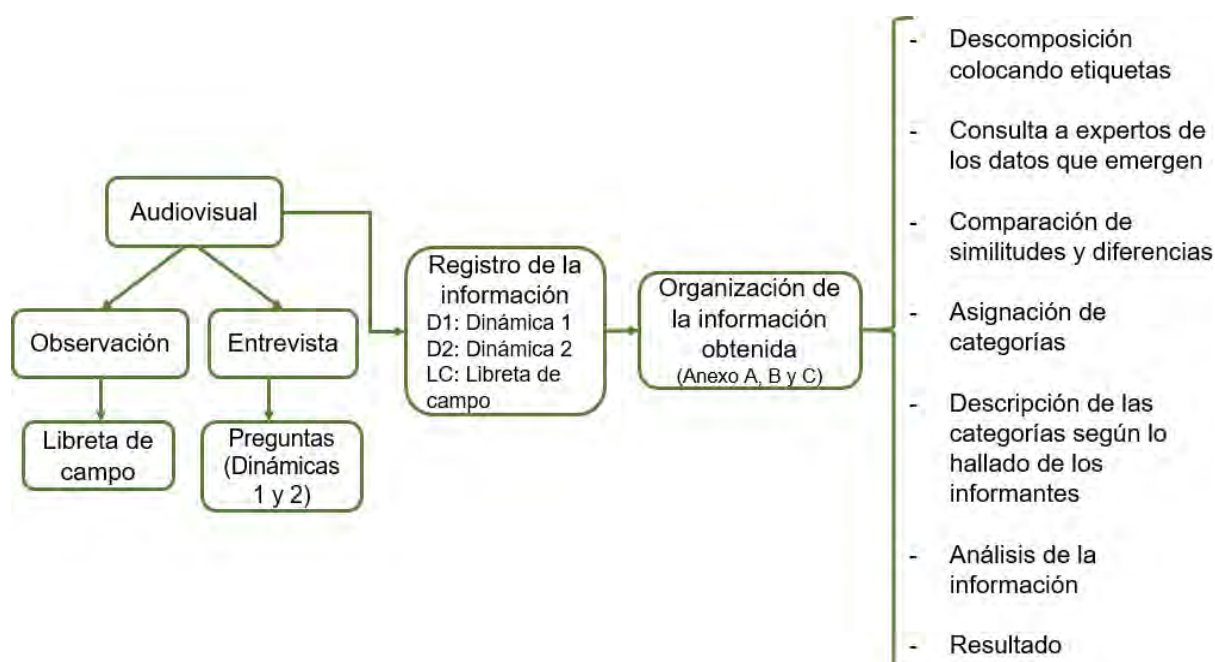 Audiovisual
Observación
Entrevista
Libreta de
campo
Preguntas
(Dinámicas
1 y 2)
Registro de la
información
D1: Dinámica 1
D2: Dinámica 2
LC: Libreta de
campo
Organización de
la información
obtenida
(Anexo A, B y C)
- Descomposición
colocando etiquetas
- Consulta a expertos de
los datos que emergen
- Comparación de
similitudes y diferencias
- Asignación de
categorías
- Descripción de las
categorías según lo
hallado de los
informantes
- Análisis de la
información
- Resultado